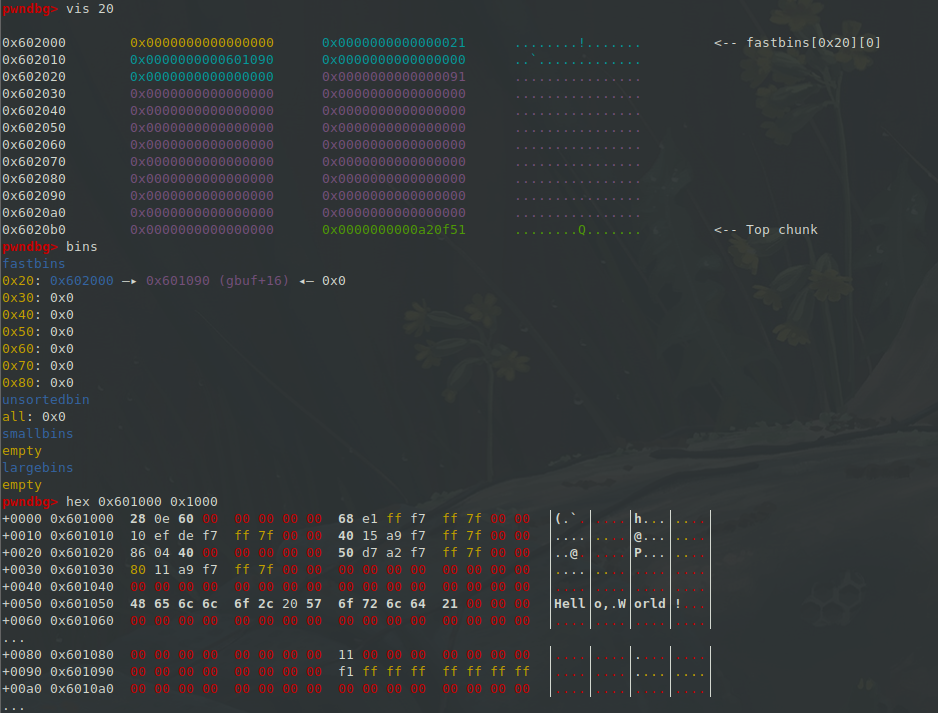 pwndbg> vis 20
0x602000 0x0000000000000000 0x0000000000000021 ........!....... <-- fastbins[0x20][0]
0x602010 0x0000000000601090 0x0000000000000000 ..`.............
0x602020 0x0000000000000000 0x0000000000000091 ................
0x602030 0x0000000000000000 0x0000000000000000 ................
0x602040 0x0000000000000000 0x0000000000000000 ................
0x602050 0x0000000000000000 0x0000000000000000 ................
0x602060 0x0000000000000000 0x0000000000000000 ................
0x602070 0x0000000000000000 0x0000000000000000 ................
0x602080 0x0000000000000000 0x0000000000000000 ................
0x602090 0x0000000000000000 0x0000000000000000 ................
0x6020a0 0x0000000000000000 0x0000000000000000 ................
0x6020b0 0x0000000000000000 0x0000000000a20f51 ........Q....... <-- Top chunk
pwndbg> bins
fastbins
0x20: 0x602000 —▸ 0x601090 (gbuf+16) ◂— 0x0
0x30: 0x0
0x40: 0x0
0x50: 0x0
0x60: 0x0
0x70: 0x0
0x80: 0x0
unsortedbin
all: 0x0
smallbins
empty
largebins
empty
pwndbg> hex 0x601000 0x1000
+0000 0x601000 28 0e 60 00 00 00 00 00 68 e1 ff f7 ff 7f 00 00 │(.`.│....│h...│....│
+0010 0x601010 10 ef de f7 ff 7f 00 00 40 15 a9 f7 ff 7f 00 00 │....│....│@...│....│
+0020 0x601020 86 04 40 00 00 00 00 00 50 d7 a2 f7 ff 7f 00 00 │..@.│....│P...│....│
+0030 0x601030 80 11 a9 f7 ff 7f 00 00 00 00 00 00 00 00 00 00 │....│....│....│....│
+0040 0x601040 00 00 00 00 00 00 00 00 00 00 00 00 00 00 00 00 │....│....│....│....│
+0050 0x601050 48 65 6c 6c 6f 2c 20 57 6f 72 6c 64 21 00 00 00 │Hell│o,.W│orld│!...│
+0060 0x601060 00 00 00 00 00 00 00 00 00 00 00 00 00 00 00 00 │....│....│....│....│
...
+0080 0x601080 00 00 00 00 00 00 00 00 11 00 00 00 00 00 00 00 │....│....│....│....│
+0090 0x601090 00 00 00 00 00 00 00 00 f1 ff ff ff ff ff ff ff │....│....│....│....│
+00a0 0x6010a0 00 00 00 00 00 00 00 00 00 00 00 00 00 00 00 00 │....│....│....│....│
...